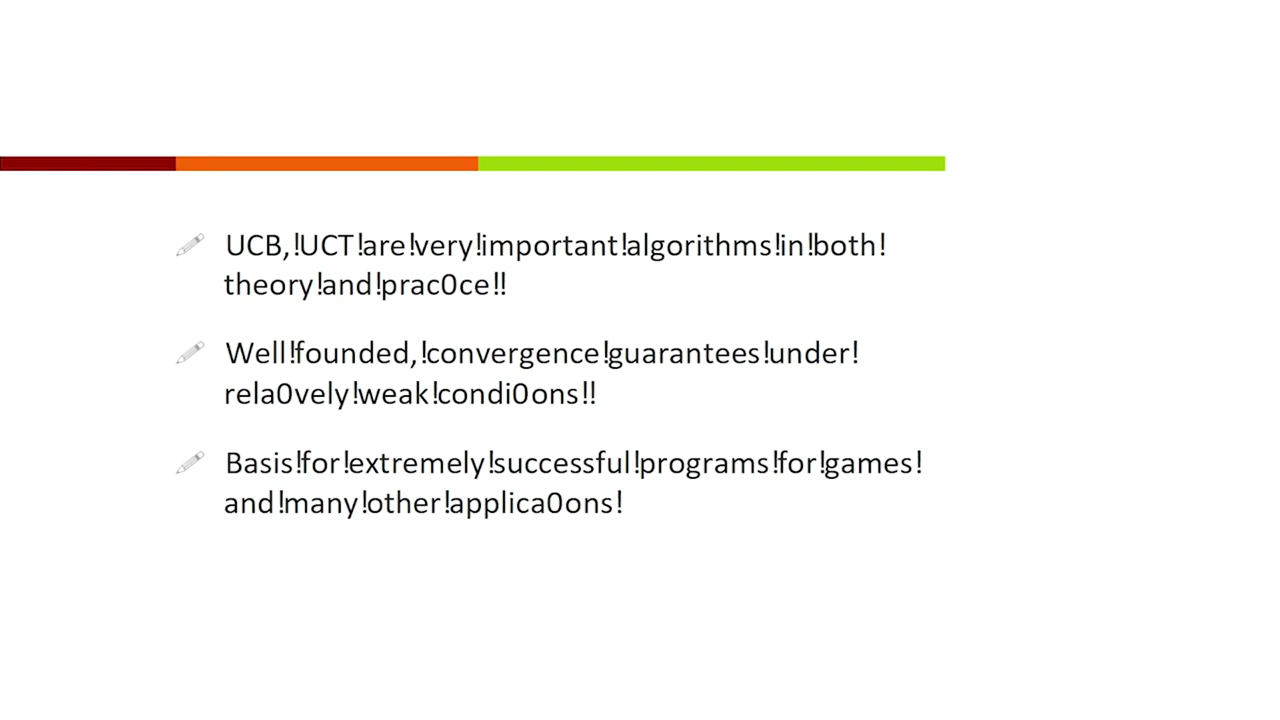 UCB,!UCT!are!very!important!algorithms!in!both!
theory!and!prac0ce!!
Well!founded,!convergence!guarantees!under!
rela0vely!weak!condi0ons!!
Basis!for!extremely!successful!programs!for!games!
and!many!other!applica0ons!